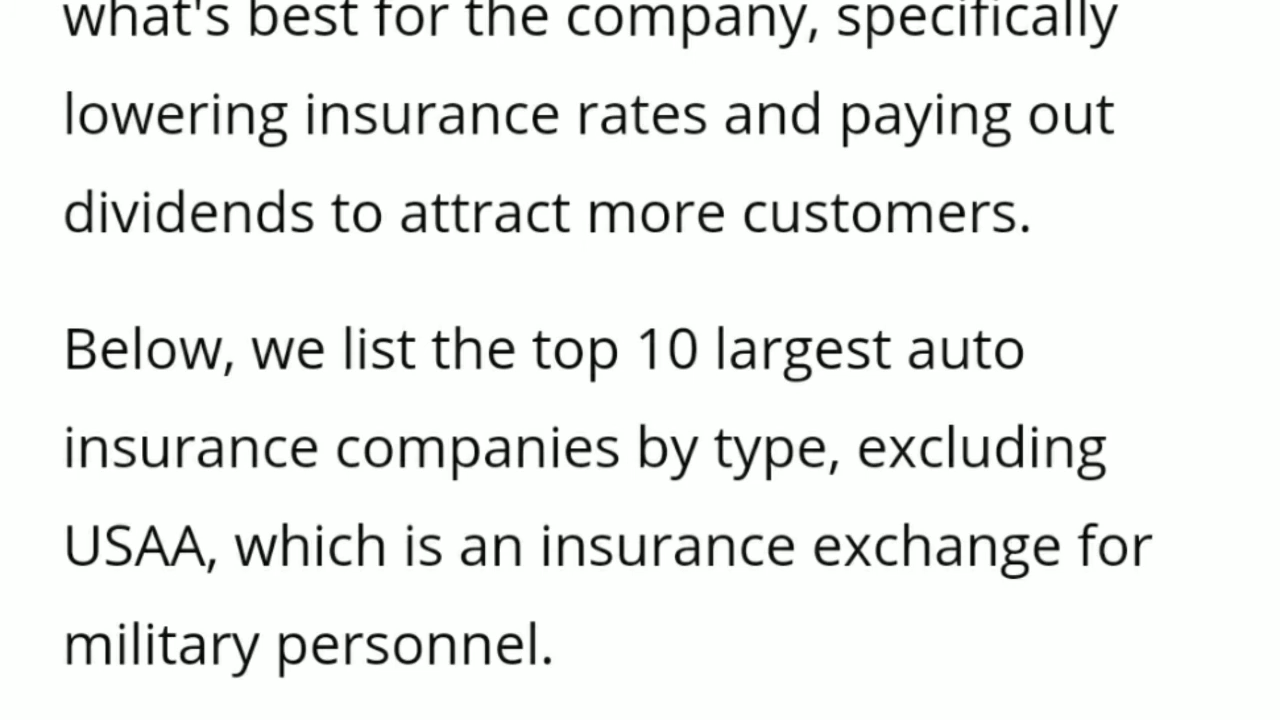 what's best for the company, specifically
lowering insurance rates and paying out
dividends to attract more customers.
Below, we list the top 10 largest auto
insurance companies by type, excluding
USAA, which is an insurance exchange for
military personnel.